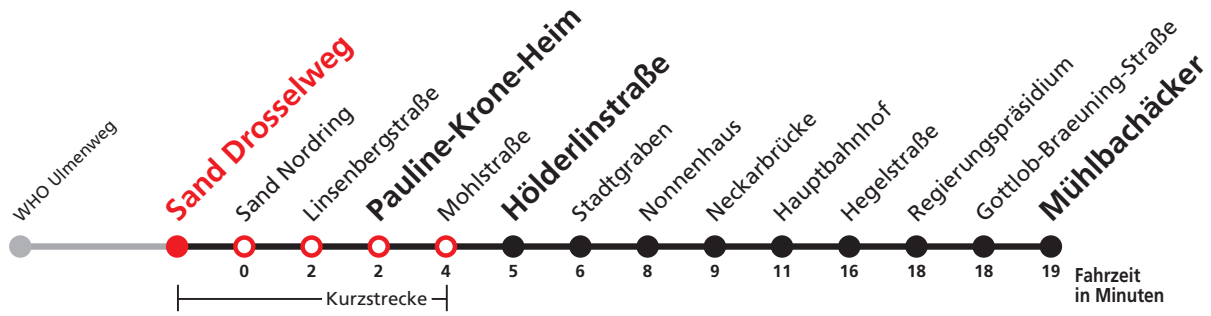 WHO Ulmenweg
Sand Drosselweg
Sand Nordring
Linsenbergstraße
Pauline-Krone-Heim
Mohlstraße
Hölderlinstraße
Stadtgraben
Nonnenhaus
Neckarbrücke
Hauptbahnhof
Hegelstraße
Regierungspräsidium
Gottlob-Braeuning-Straße
Mühlbachäcker
0 2 2 4 5 6 8 9 11 16 18 18 19
Fahrzeit
in Minuten
Kurzstrecke